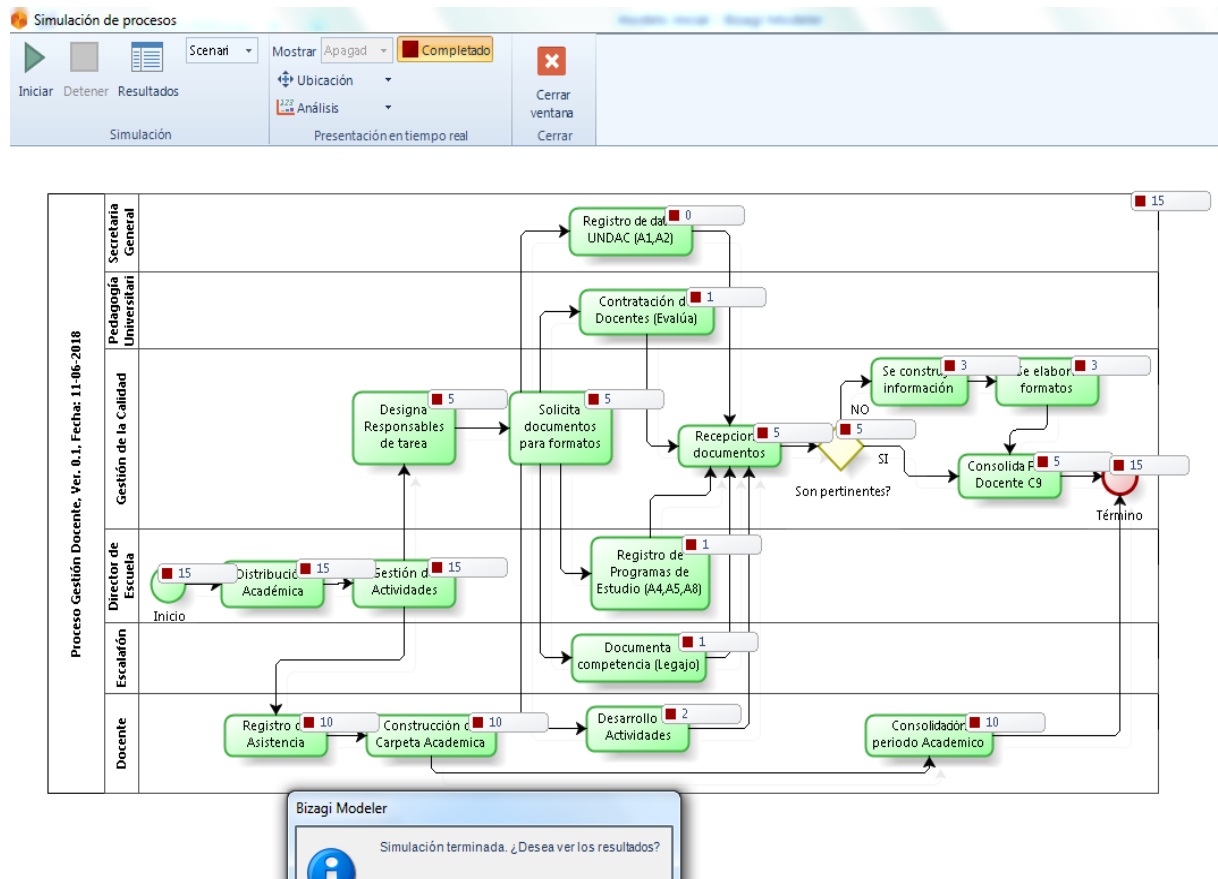 Simulación de procesos
Modelo inicial - Bizagi Modeler
Iniciar
Detener
Resultados
Scenari
Simulación
Mostrar
Apagad
Completado
Ubicación
123
Análisis
Presentación en tiempo real
Cerrar
ventana
Cerrar
15
Proceso Gestión Docente, Ver. 0.1, Fecha: 11-06-2018
Secretaria
General
Registro de dat
0
UNDAC (A1,A2)
Pedagogía
Universitari
Contratación d
1
Docentes (Evalúa)
Gestión de la Calidad
Designa
5
Responsables
de tarea
Solicita
5
documentos
para formatos
Recepcion
5
documentos
5
Son pertinentes?
NO
SI
Se constru
3
información
Se elabor
3
formatos
Consolida
5
Docente C9
15
Término
Director de
Escuela
15
Inicio
Distribució
15
Académica
Gestión d
15
Actividades
Registro de
1
Programas de
Estudio (A4,A5,A8)
Escalafón
Documenta
1
competencia (Legajo)
Docente
Registro d
10
Asistencia
Construcción d
10
Carpeta Academica
Desarrollo
2
Actividades
Consolidación
10
periodo Academico
Bizagi Modeler
Simulación terminada. ¿Desea ver los resultados?